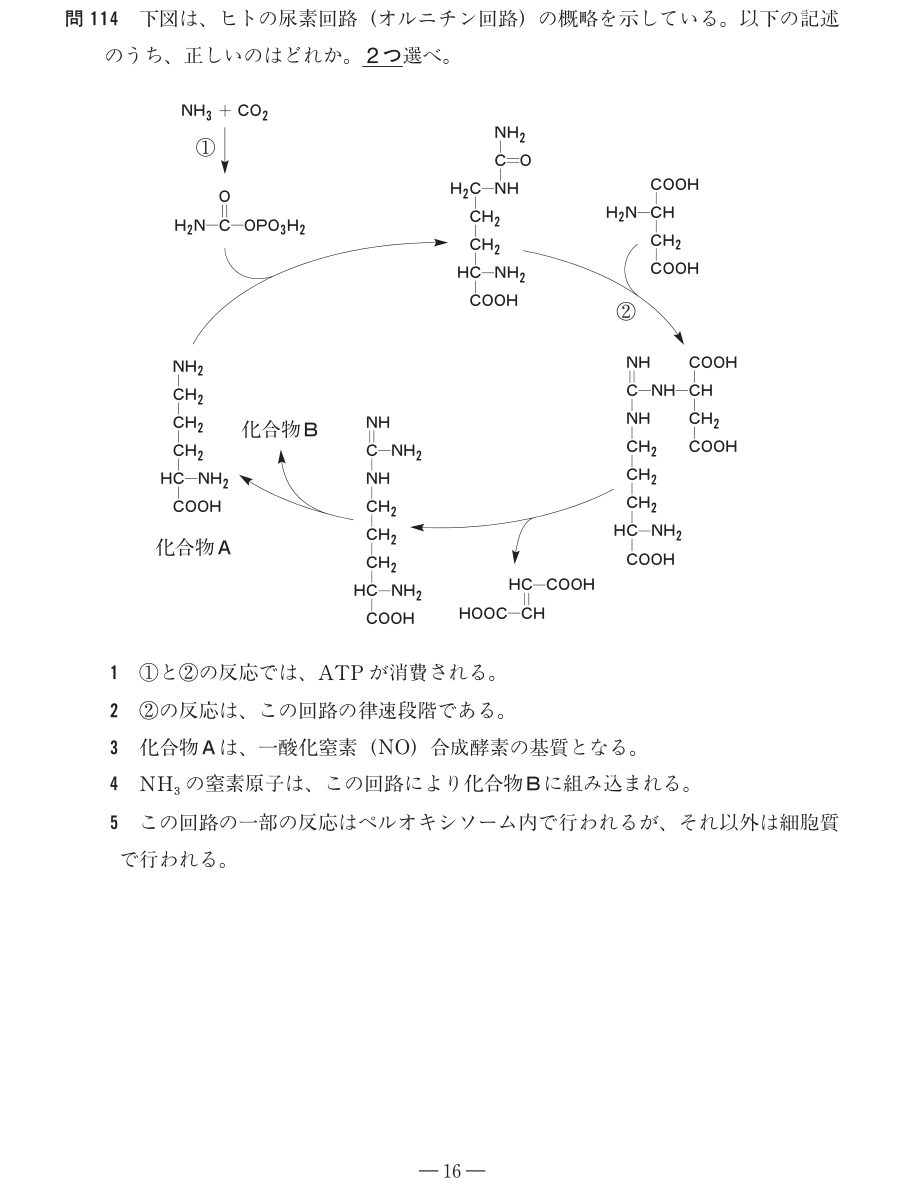 問 114　下図は、ヒトの尿素回路（オルニチン回路）の概略を示している。以下の記述
のうち、正しいのはどれか。２つ選べ。
NH₃ + CO₂
①
O
H₂N—C—OPO₃H₂
NH₂
C=O
H₂C—NH
CH₂
CH₂
HC—NH₂
COOH
COOH
H₂N—CH
CH₂
COOH
②
NH
C—NH—CH
COOH
NH
CH₂
COOH
CH₂
CH₂
CH₂
HC—NH₂
COOH
NH₂
CH₂
CH₂
CH₂
HC—NH₂
COOH
化合物 A
化合物 B
NH
C—NH₂
NH
CH₂
CH₂
CH₂
HC—NH₂
COOH
HC—COOH
HOOC—CH
1　①と②の反応では、ATP が消費される。
2　②の反応は、この回路の律速段階である。
3　化合物 A は、一酸化窒素（NO）合成酵素の基質となる。
4　NH₃ の窒素原子は、この回路により化合物 B に組み込まれる。
5　この回路の一部の反応はペルオキシソーム内で行われるが、それ以外は細胞質
で行われる。
— 16 —